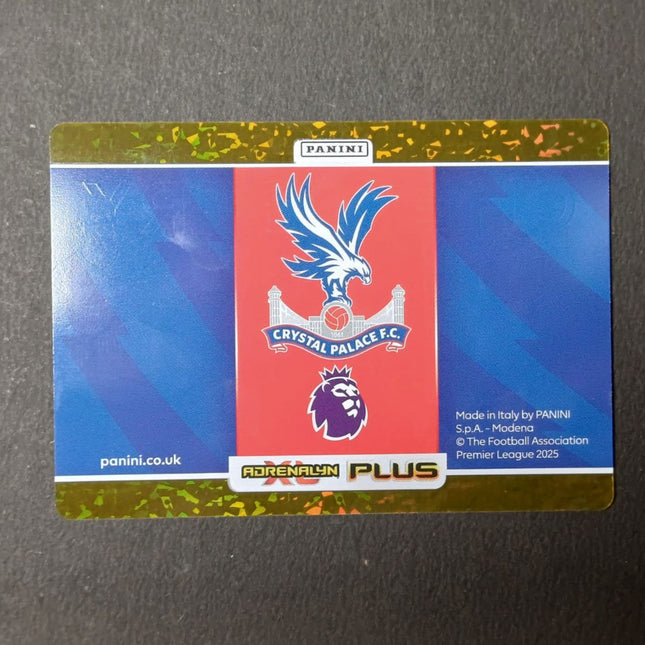 PANINI
1861
CRYSTAL PALACE F.C.
Made in Italy by PANINI
S.p.A. - Modena
© The Football Association
Premier League 2025
panini.co.uk
ADRENALYN XL PLUS